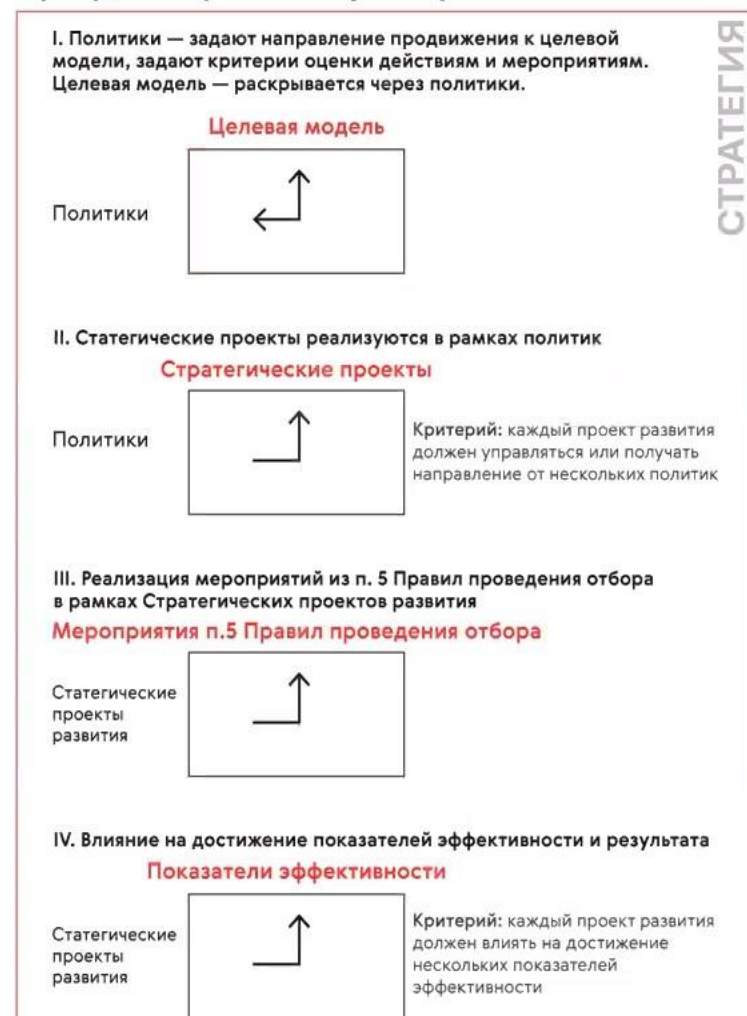 I. Политики — задают направление продвижения к целевой
модели, задают критерии оценки действиям и мероприятиям.
Целевая модель — раскрывается через политики.
СТРАТЕГИЯ
Целевая модель
Политики
II. Статегические проекты реализуются в рамках политик
Стратегические проекты
Политики
Критерий: каждый проект развития
должен управляться или получать
направление от нескольких политик
III. Реализация мероприятий из п. 5 Правил проведения отбора
в рамках Стратегических проектов развития
Мероприятия п.5 Правил проведения отбора
Статегические
проекты
развития
IV. Влияние на достижение показателей эффективности и результата
Показатели эффективности
Статегические
проекты
развития
Критерий: каждый проект развития
должен влиять на достижение
нескольких показателей
эффективности